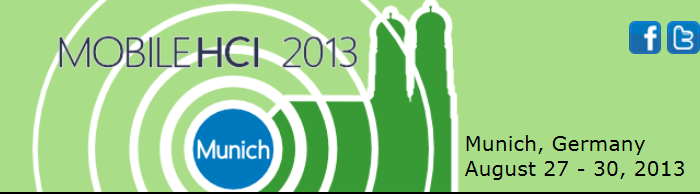 MOBILEHCI 2013
Munich
Munich, Germany
August 27 - 30, 2013